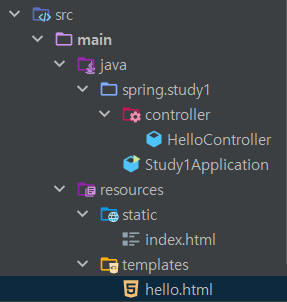 src
main
java
spring.study1
controller
HelloController
Study1Application
resources
static
index.html
templates
hello.html